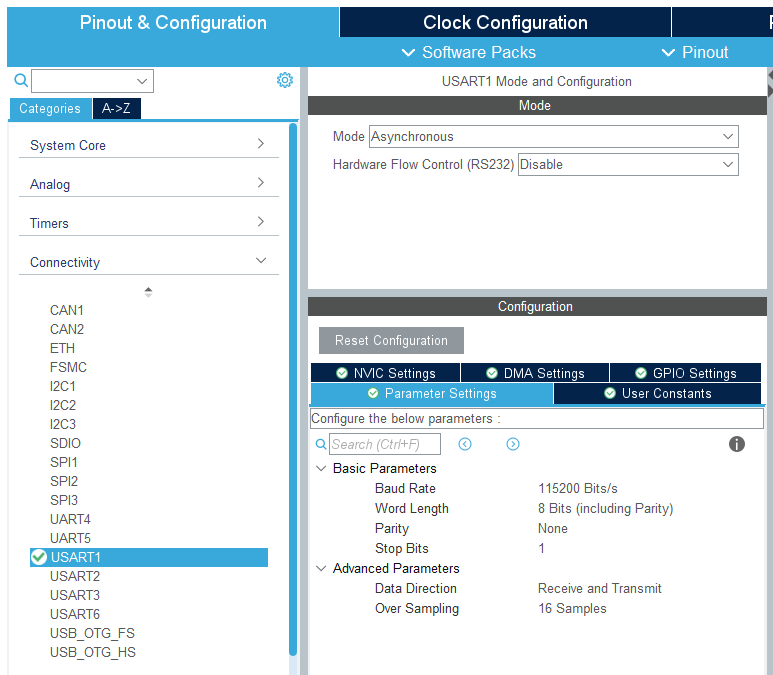 Pinout & Configuration
Clock Configuration
Software Packs
Pinout
Categories
A->Z
System Core
Analog
Timers
Connectivity
CAN1
CAN2
ETH
FSMC
I2C1
I2C2
I2C3
SDIO
SPI1
SPI2
SPI3
UART4
UART5
USART1
USART2
USART3
USART6
USB_OTG_FS
USB_OTG_HS
USART1 Mode and Configuration
Mode
Mode Asynchronous
Hardware Flow Control (RS232) Disable
Configuration
Reset Configuration
NVIC Settings
DMA Settings
GPIO Settings
Parameter Settings
User Constants
Configure the below parameters :
Search (Ctrl+F)
Basic Parameters
Baud Rate 115200 Bits/s
Word Length 8 Bits (including Parity)
Parity None
Stop Bits 1
Advanced Parameters
Data Direction Receive and Transmit
Over Sampling 16 Samples